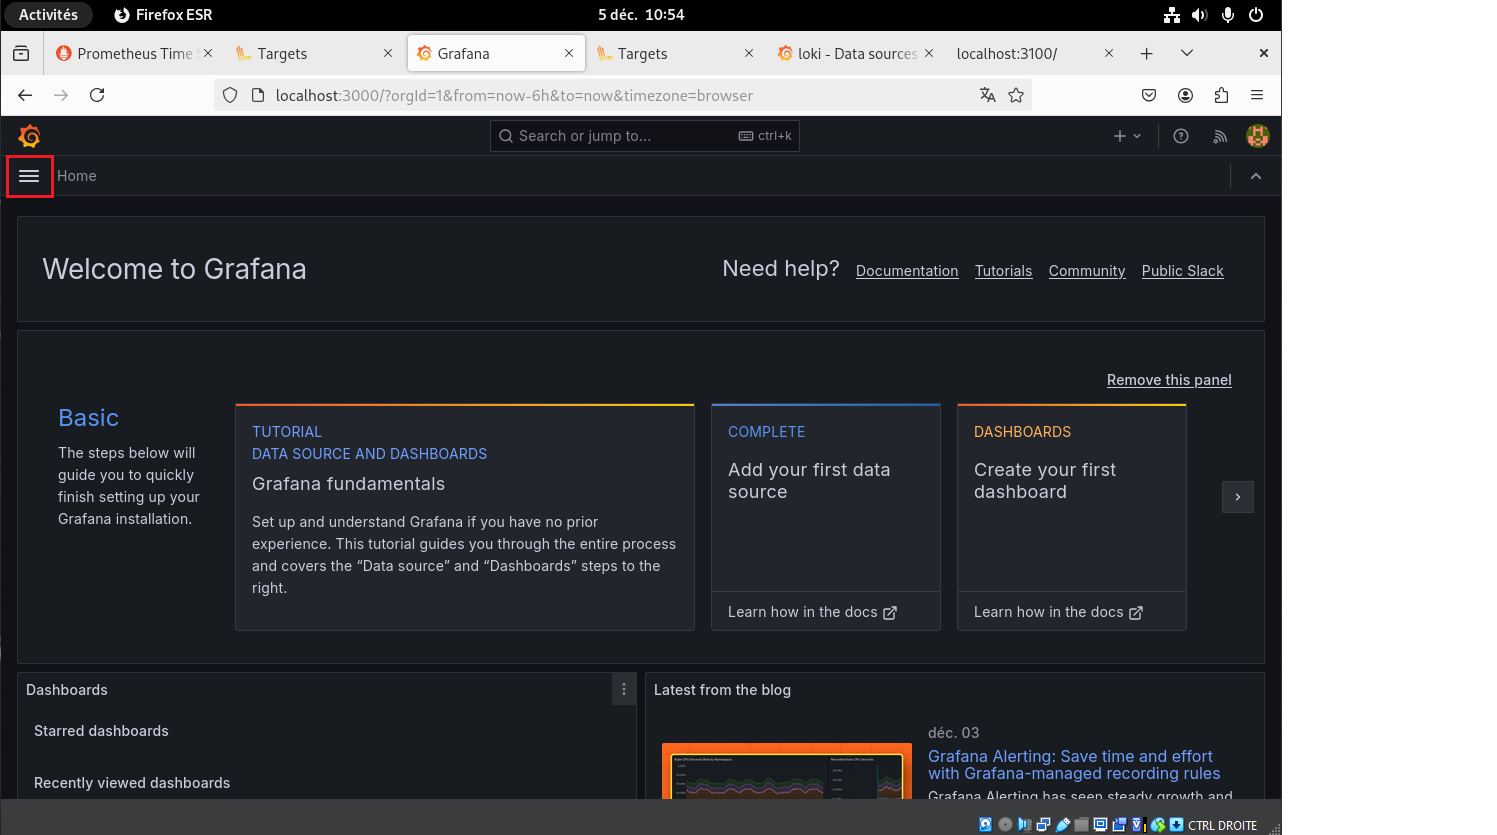 Activités
Firefox ESR
5 déc. 10:54
Prometheus Time S
Targets
Grafana
Targets
loki - Data sources
localhost:3100/
localhost:3000/?orgId=1&from=now-6h&to=now&timezone=browser
Search or jump to...
ctrl+k
Home
Welcome to Grafana
Need help?
Documentation
Tutorials
Community
Public Slack
Remove this panel
Basic
The steps below will
guide you to quickly
finish setting up your
Grafana installation.
TUTORIAL
DATA SOURCE AND DASHBOARDS
Grafana fundamentals
Set up and understand Grafana if you have no prior
experience. This tutorial guides you through the entire process
and covers the “Data source” and “Dashboards” steps to the
right.
COMPLETE
Add your first data
source
Learn how in the docs
DASHBOARDS
Create your first
dashboard
Learn how in the docs
Dashboards
Starred dashboards
Recently viewed dashboards
Latest from the blog
déc. 03
Grafana Alerting: Save time and effort
with Grafana-managed recording rules
Grafana Alerting has seen steady growth and
CTRL DROITE